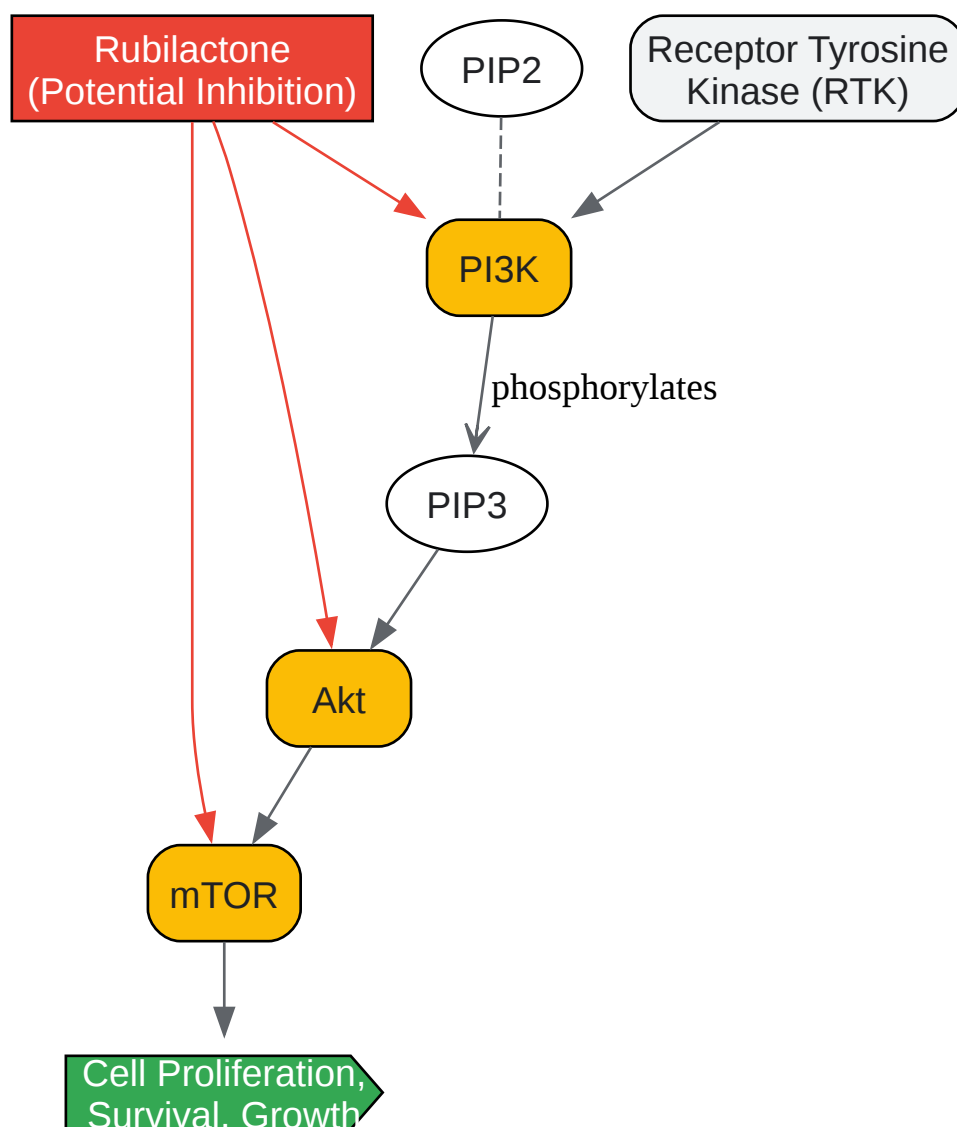 Rubilactone
(Potential Inhibition)
PIP2
Receptor Tyrosine
Kinase (RTK)
PI3K
phosphorylates
PIP3
Akt
mTOR
Cell Proliferation,
Survival, Growth